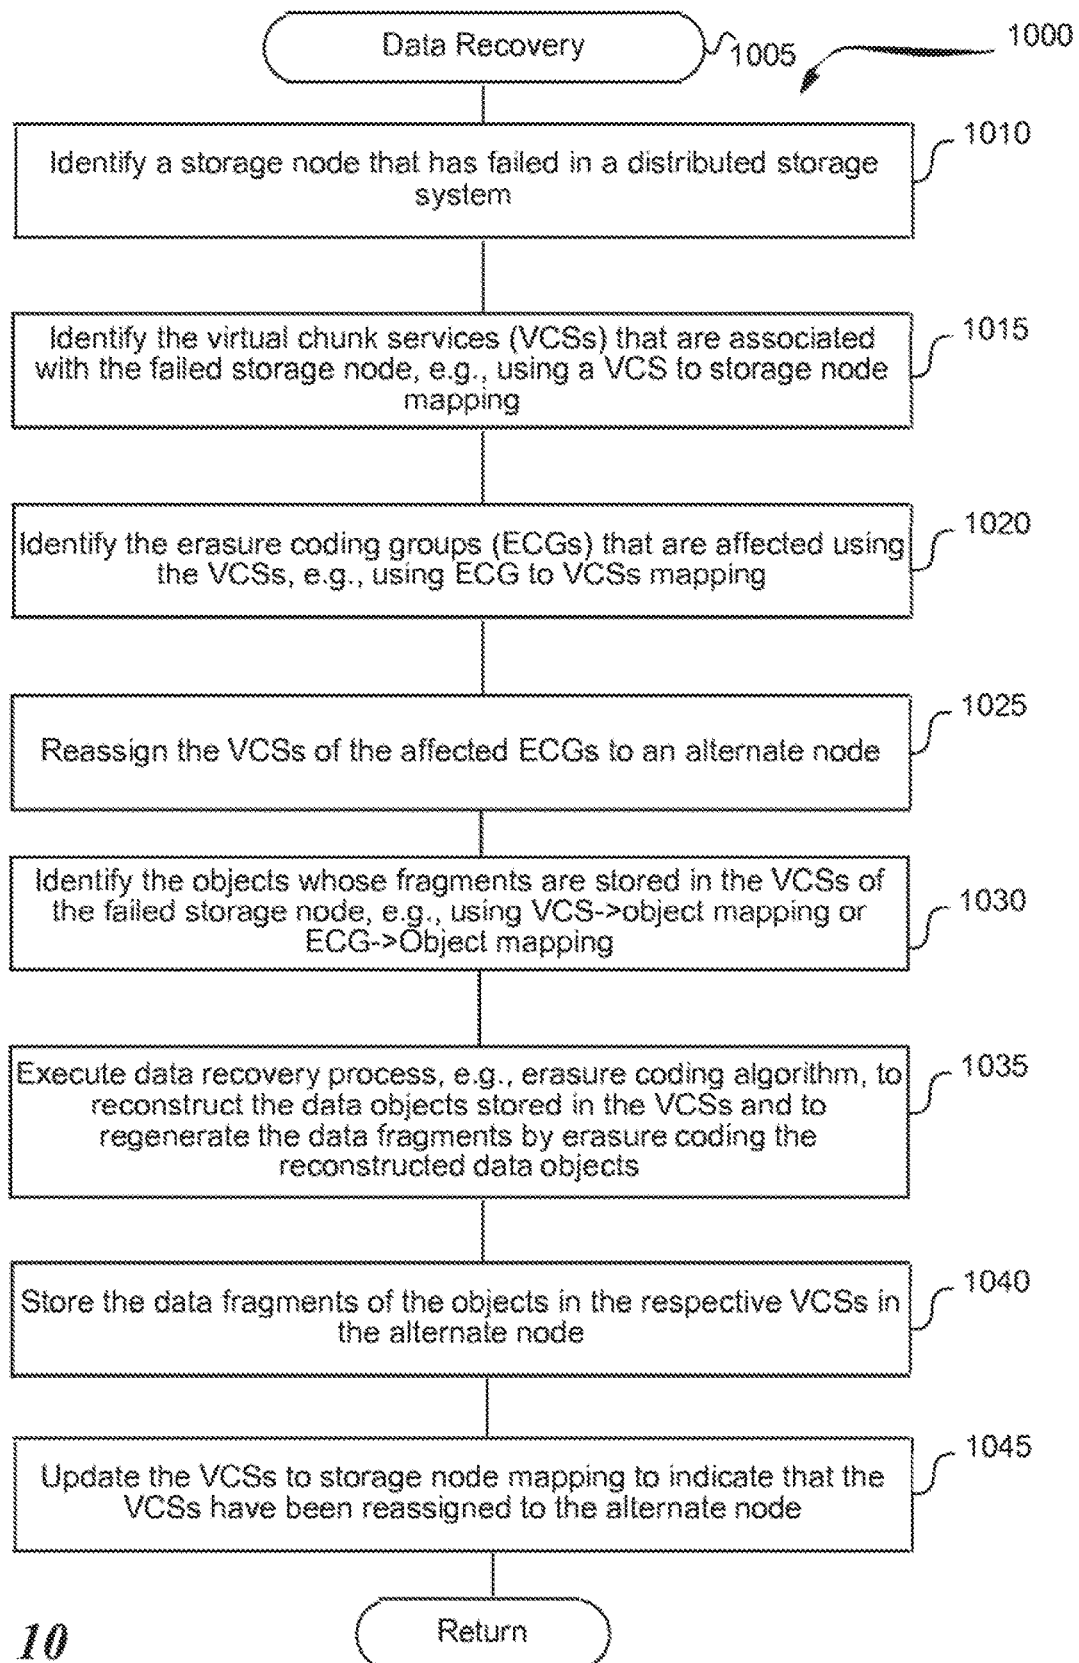 Data Recovery
1005
1000
Identify a storage node that has failed in a distributed storage
system
1010
Identify the virtual chunk services (VCSs) that are associated
with the failed storage node, e.g., using a VCS to storage node
mapping
1015
Identify the erasure coding groups (ECGs) that are affected using
the VCSs, e.g., using ECG to VCSs mapping
1020
Reassign the VCSs of the affected ECGs to an alternate node
1025
Identify the objects whose fragments are stored in the VCSs of
the failed storage node, e.g., using VCS->object mapping or
ECG->Object mapping
1030
Execute data recovery process, e.g., erasure coding algorithm, to
reconstruct the data objects stored in the VCSs and to
regenerate the data fragments by erasure coding the
reconstructed data objects
1035
Store the data fragments of the objects in the respective VCSs in
the alternate node
1040
Update the VCSs to storage node mapping to indicate that the
VCSs have been reassigned to the alternate node
1045
Return
10